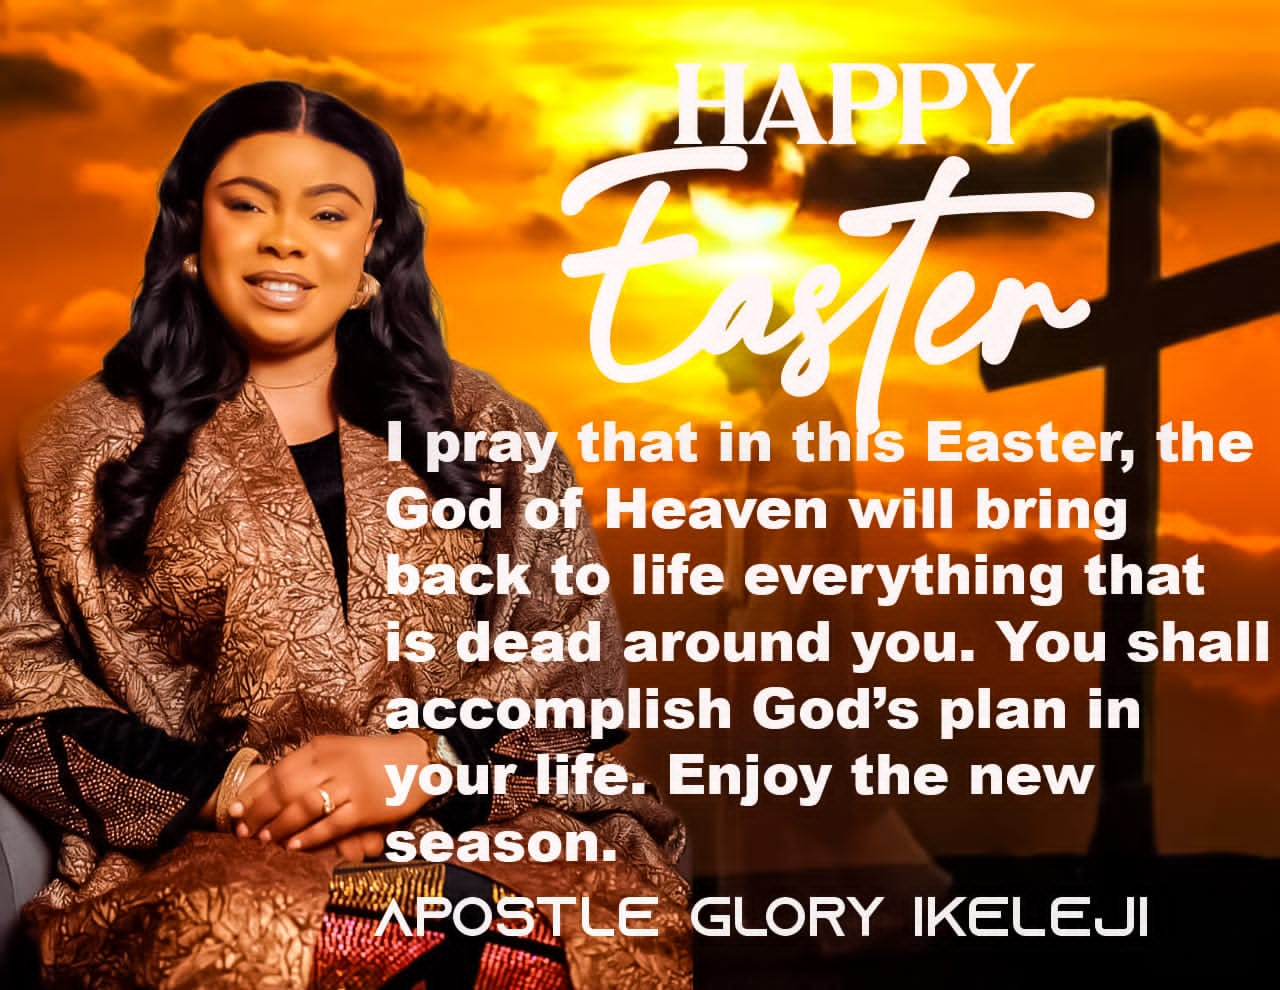 HAPPY
Easter
I pray that in this Easter, the
God of Heaven will bring
back to life everything that
is dead around you. You shall
accomplish God’s plan in
your life. Enjoy the new
season.
APOSTLE GLORY IKELEJI